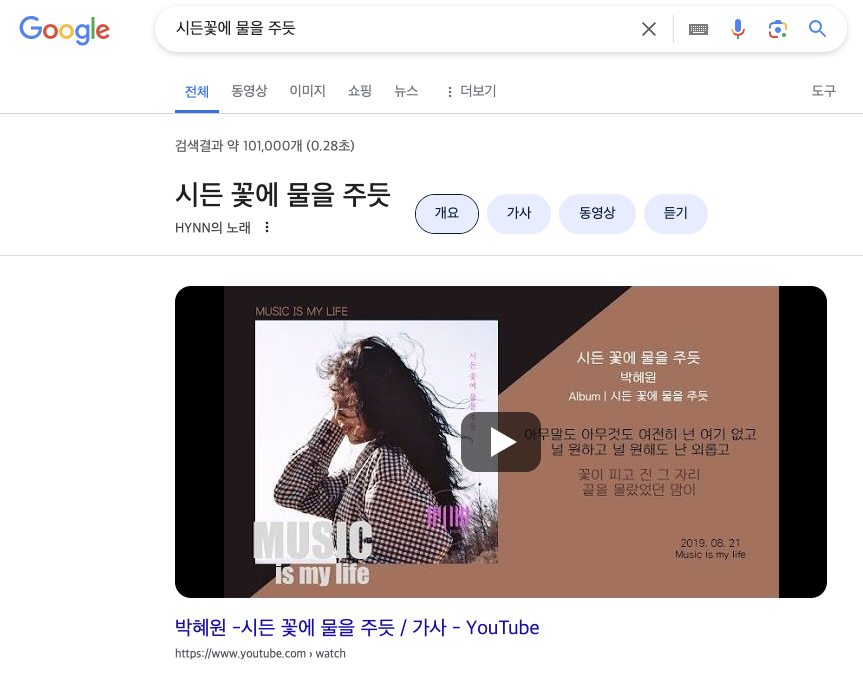 Google
시든꽃에 물을 주듯
전체 동영상 이미지 쇼핑 뉴스 더보기 도구
검색결과 약 101,000개 (0.28초)
시든 꽃에 물을 주듯
HYNN의 노래
개요 가사 동영상 듣기
MUSIC IS MY LIFE
시든 꽃에 물을 주듯
박혜원
Album | 시든 꽃에 물을 주듯
아무말도 아무것도 여전히 넌 여기 없고
널 원하고 널 원해도 난 외롭고
꽃이 피고 진 그 자리
끝을 몰랐었던 맘이
MUSIC
is my life
2019. 08. 21
Music is my life
박혜원 -시든 꽃에 물을 주듯 / 가사 - YouTube
https://www.youtube.com › watch